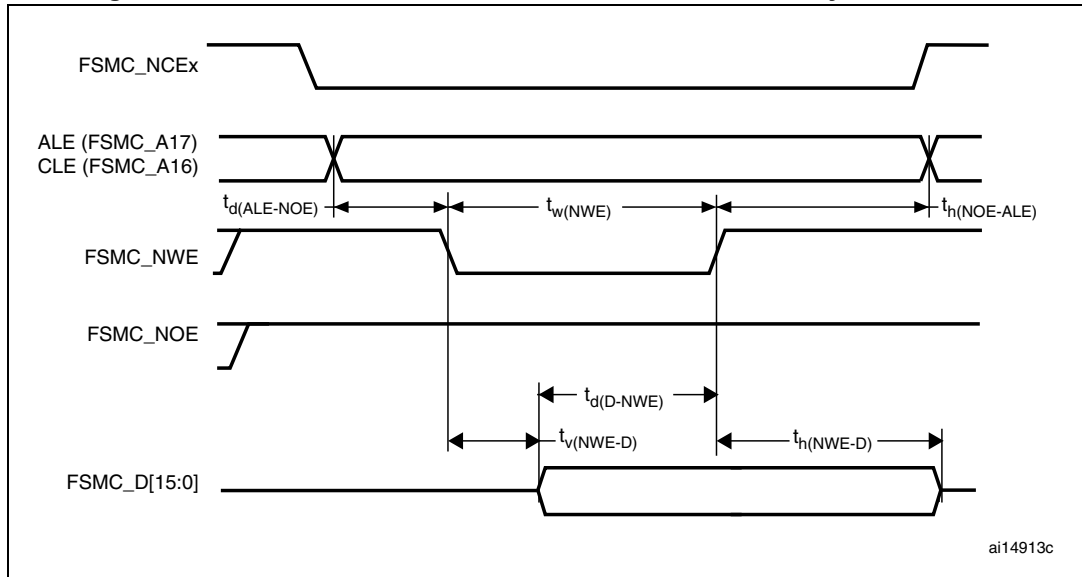 FSMC_NCEx
ALE (FSMC_A17)
CLE (FSMC_A16)
td(ALE-NOE)
tw(NWE)
th(NOE-ALE)
FSMC_NWE
FSMC_NOE
td(D-NWE)
tv(NWE-D)
th(NWE-D)
FSMC_D[15:0]
ai14913c